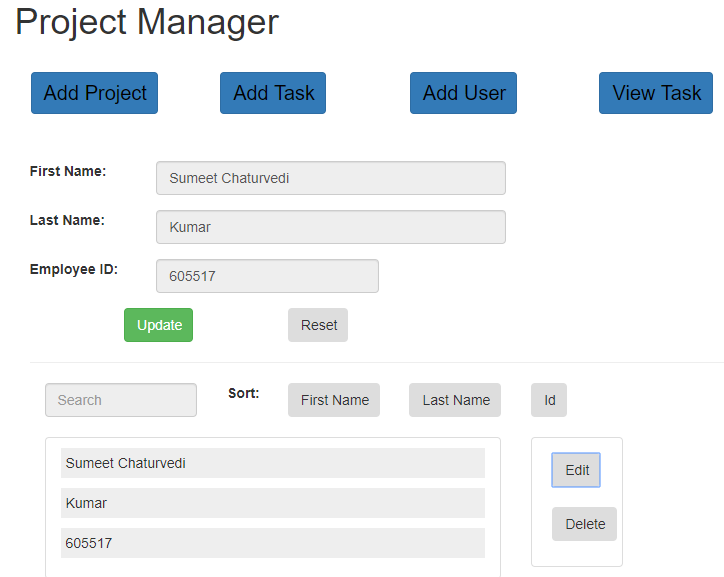 Project Manager
Add Project Add Task Add User View Task
First Name: Sumeet Chaturvedi
Last Name: Kumar
Employee ID: 605517
Update Reset
Search Sort: First Name Last Name Id
Sumeet Chaturvedi Edit
Kumar
605517 Delete